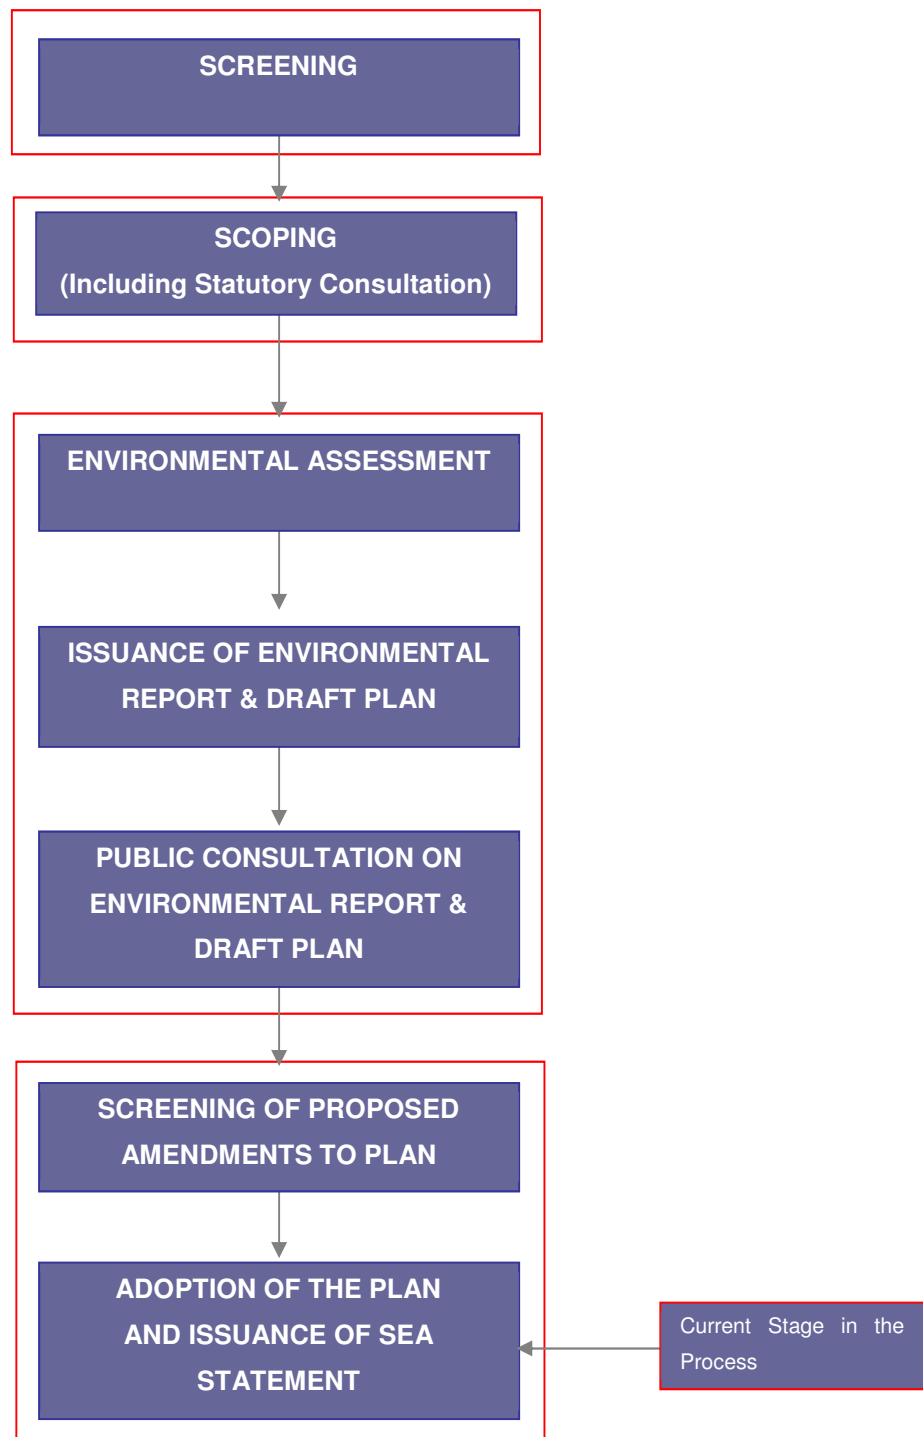 SCREENING
SCOPING
(Including Statutory Consultation)
ENVIRONMENTAL ASSESSMENT
ISSUANCE OF ENVIRONMENTAL
REPORT & DRAFT PLAN
PUBLIC CONSULTATION ON
ENVIRONMENTAL REPORT &
DRAFT PLAN
SCREENING OF PROPOSED
AMENDMENTS TO PLAN
ADOPTION OF THE PLAN
AND ISSUANCE OF SEA
STATEMENT
Current Stage in the
Process